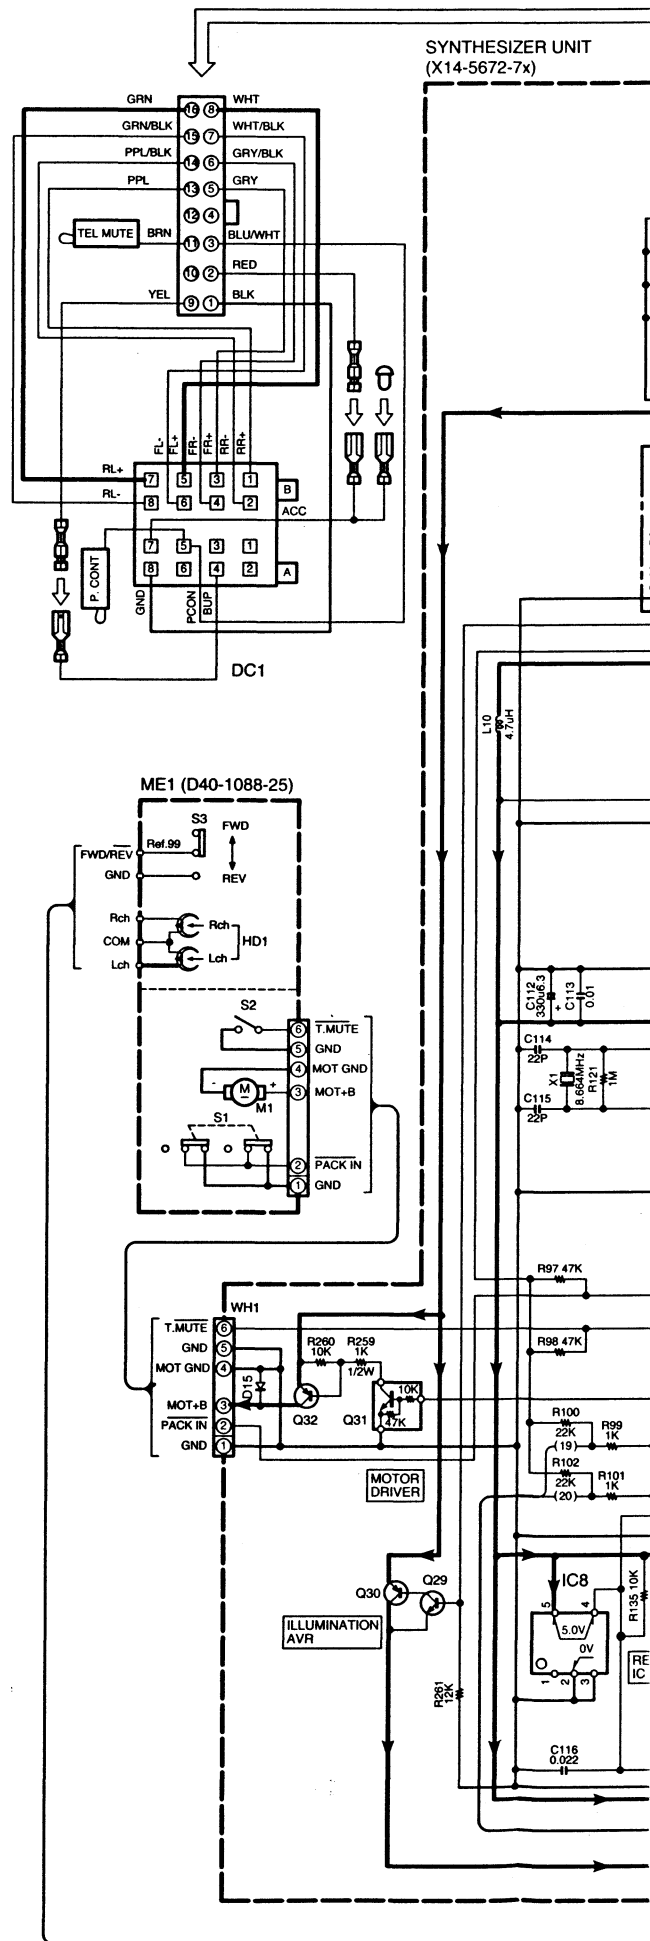 SYNTHESIZER UNIT
(X14-5672-7x)
GRN 16 8 WHT
GRN/BLK 15 7 WHT/BLK
PPL/BLK 14 6 GRY/BLK
PPL 13 5 GRY
12 4
TEL MUTE BRN 11 3 BLU/WHT
10 2 RED
YEL 9 1 BLK
FL- FL+ FR- FR+ RR- RR+
RL+ 7 5 3 1
B
RL- 8 6 4 2
ACC
7 5 3 1
P. CONT
8 6 4 2 A
GND PCON BUP
DC1
L10
4.7uH
ME1 (D40-1088-25)
S3
FWD
FWD/REV Ref.99
GND REV
Rch Rch
COM HD1
Lch Lch
C112
330u6.3
+
C113
0.01
S2
6 T.MUTE
5 GND
4 MOT GND
- M + 3 MOT+B
M1
S1
2 PACK IN
1 GND
C114
22P
X1
8.664MHz
R121
1M
C115
22P
R97 47K
WH1
T.MUTE 6
GND 5
MOT GND 4
MOT+B 3
PACK IN 2
GND 1
D15
R260
10K
R259
1K
1/2W
Q32
Q31
10K
47K
R98 47K
R100
22K
(19)
R99
1K
R102
22K
(20)
R101
1K
MOTOR
DRIVER
Q30
Q29
ILLUMINATION
AVR
R261
12K
IC8
5 4
5.0V
0V
1 2 3
R135 10K
RE
IC
C116
0.022